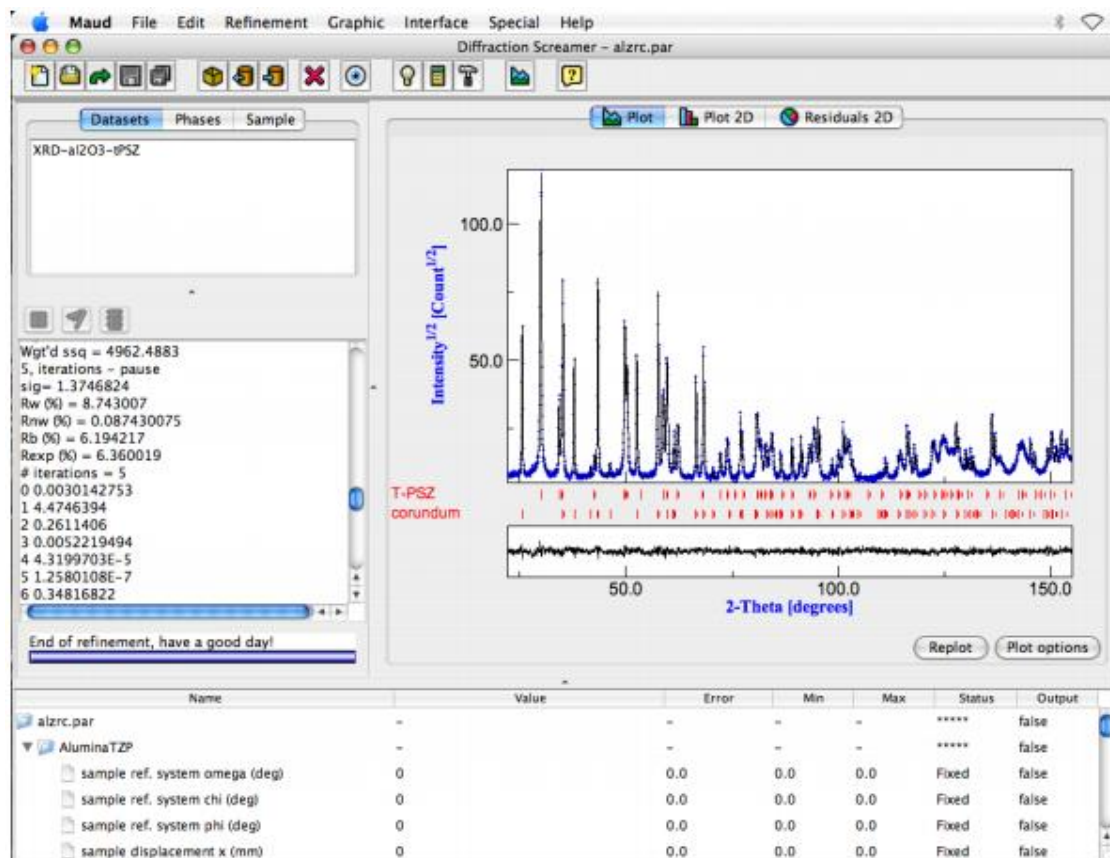 Maud File Edit Refinement Graphic Interface Special Help
Diffraction Screamer - alzrc.par
Datasets Phases Sample
XRD-al2O3-tPSZ
Wgt'd ssq = 4962.4883
5, iterations - pause
sig= 1.3746824
Rw (%) = 8.743007
Rnw (%) = 0.087430075
Rb (%) = 6.194217
Rexp (%) = 6.360019
# iterations = 5
0 0.0030142753
1 4.4746394
2 0.2611406
3 0.0052219494
4 4.3199703E-5
5 1.2580108E-7
6 0.34816822
End of refinement, have a good day!
Plot Plot 2D Residuals 2D
Intensity1/2 [Count1/2]
100.0
50.0
T-PSZ
corundum
50.0 100.0 150.0
2-Theta [degrees]
Replot Plot options
Name Value Error Min Max Status Output
alzrc.par - - - - ***** false
AluminaTZP - - - - ***** false
sample ref. system omega (deg) 0 0.0 0.0 0.0 Fixed false
sample ref. system chi (deg) 0 0.0 0.0 0.0 Fixed false
sample ref. system phi (deg) 0 0.0 0.0 0.0 Fixed false
sample displacement x (mm) 0 0.0 0.0 0.0 Fixed false